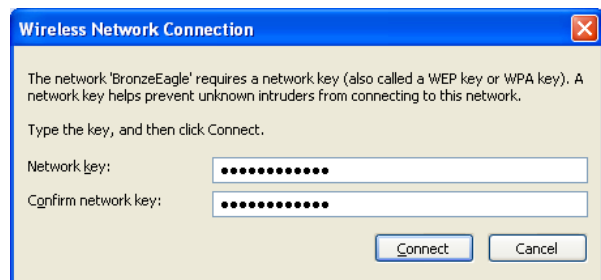 Wireless Network Connection
The network 'BronzeEagle' requires a network key (also called a WEP key or WPA key). A
network key helps prevent unknown intruders from connecting to this network.
Type the key, and then click Connect.
Network key: ●●●●●●●●●●●●
Confirm network key: ●●●●●●●●●●●●
Connect Cancel